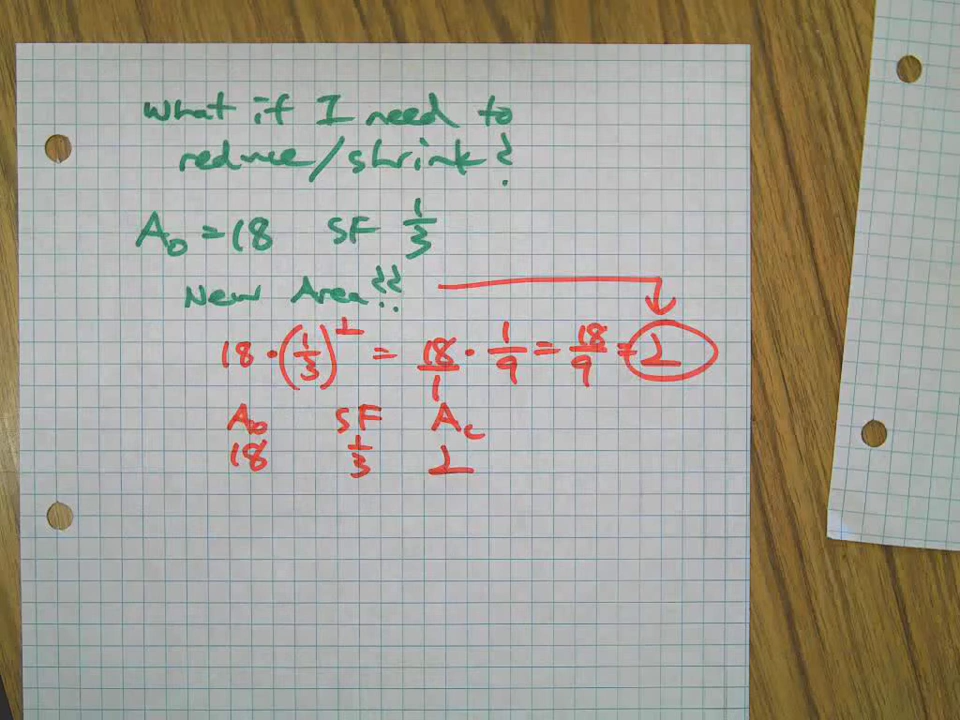 What if I need to
reduce/shrink?
A₀ = 18 SF 1/3
New Area??
18 · (1/3)² = 18/1 · 1/9 = 18/9 = 2
A₀ SF A꜀
18 1/3 2